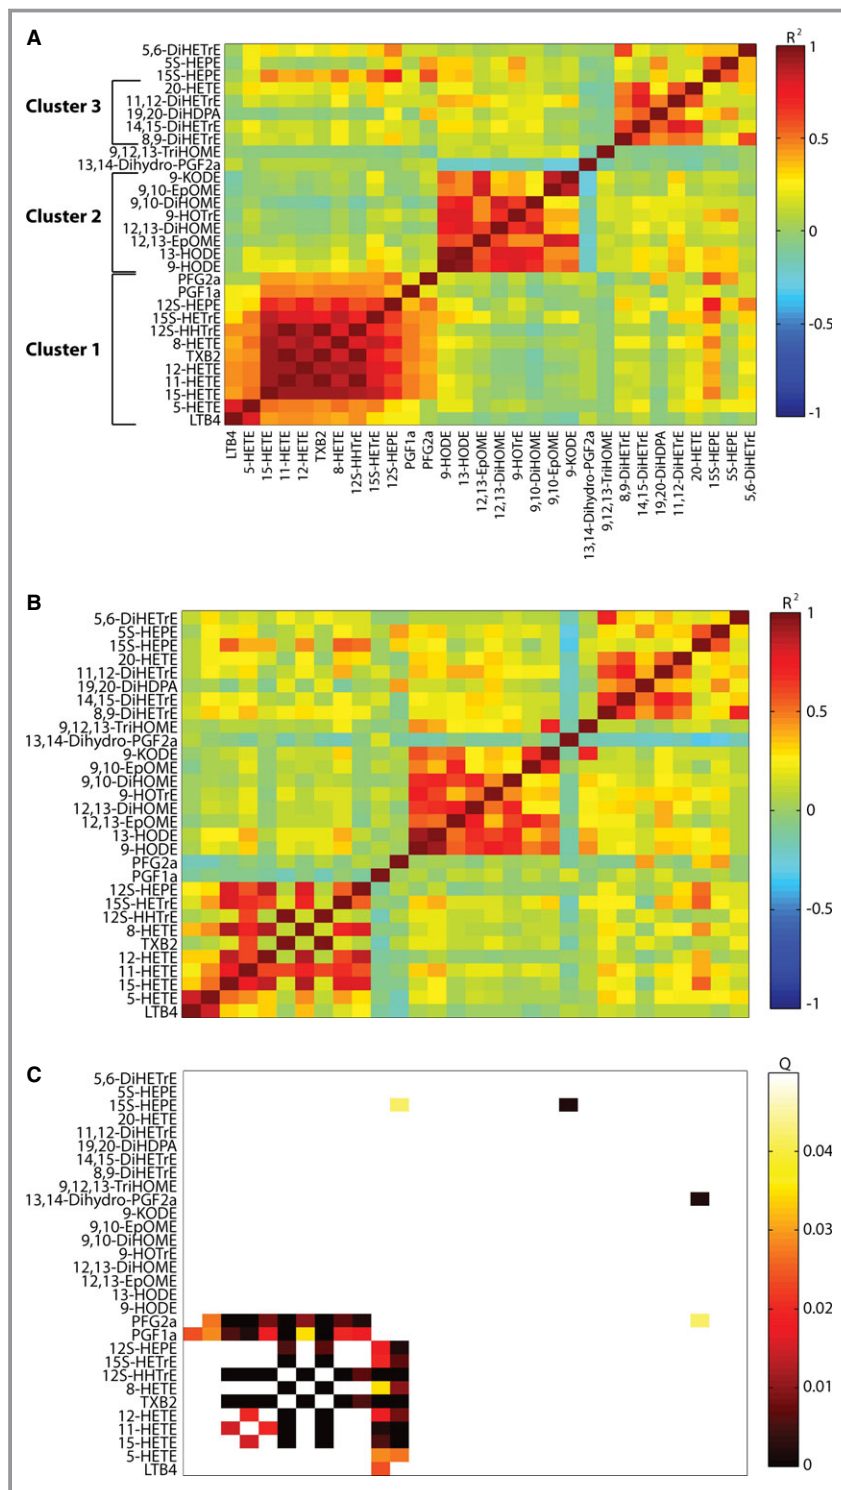 A
R²
5,6-DiHETrE
5S-HEPE
15S-HEPE
20-HETE
11,12-DiHETrE
19,20-DiHDPA
14,15-DiHETrE
8,9-DiHETrE
9,12,13-TriHOME
13,14-Dihydro-PGF2a
9-KODE
9,10-EpOME
9,10-DiHOME
9-HOTrE
12,13-DiHOME
12,13-EpOME
13-HODE
9-HODE
PFG2a
PGF1a
12S-HEPE
15S-HETrE
12S-HHTrE
8-HETE
TXB2
12-HETE
11-HETE
15-HETE
5-HETE
LTB4
Cluster 3
Cluster 2
Cluster 1
1
0.5
0
-0.5
-1
LTB4
5-HETE
15-HETE
11-HETE
12-HETE
TXB2
8-HETE
12S-HHTrE
15S-HETrE
12S-HEPE
PGF1a
PFG2a
9-HODE
13-HODE
12,13-EpOME
12,13-DiHOME
9-HOTrE
9,10-DiHOME
9,10-EpOME
9-KODE
13,14-Dihydro-PGF2a
9,12,13-TriHOME
8,9-DiHETrE
14,15-DiHETrE
19,20-DiHDPA
11,12-DiHETrE
20-HETE
15S-HEPE
5S-HEPE
5,6-DiHETrE
B
R²
5,6-DiHETrE
5S-HEPE
15S-HEPE
20-HETE
11,12-DiHETrE
19,20-DiHDPA
14,15-DiHETrE
8,9-DiHETrE
9,12,13-TriHOME
13,14-Dihydro-PGF2a
9-KODE
9,10-EpOME
9,10-DiHOME
9-HOTrE
12,13-DiHOME
12,13-EpOME
13-HODE
9-HODE
PFG2a
PGF1a
12S-HEPE
15S-HETrE
12S-HHTrE
8-HETE
TXB2
12-HETE
11-HETE
15-HETE
5-HETE
LTB4
1
0.5
0
-0.5
-1
C
Q
5,6-DiHETrE
5S-HEPE
15S-HEPE
20-HETE
11,12-DiHETrE
19,20-DiHDPA
14,15-DiHETrE
8,9-DiHETrE
9,12,13-TriHOME
13,14-Dihydro-PGF2a
9-KODE
9,10-EpOME
9,10-DiHOME
9-HOTrE
12,13-DiHOME
12,13-EpOME
13-HODE
9-HODE
PFG2a
PGF1a
12S-HEPE
15S-HETrE
12S-HHTrE
8-HETE
TXB2
12-HETE
11-HETE
15-HETE
5-HETE
LTB4
0.04
0.03
0.02
0.01
0